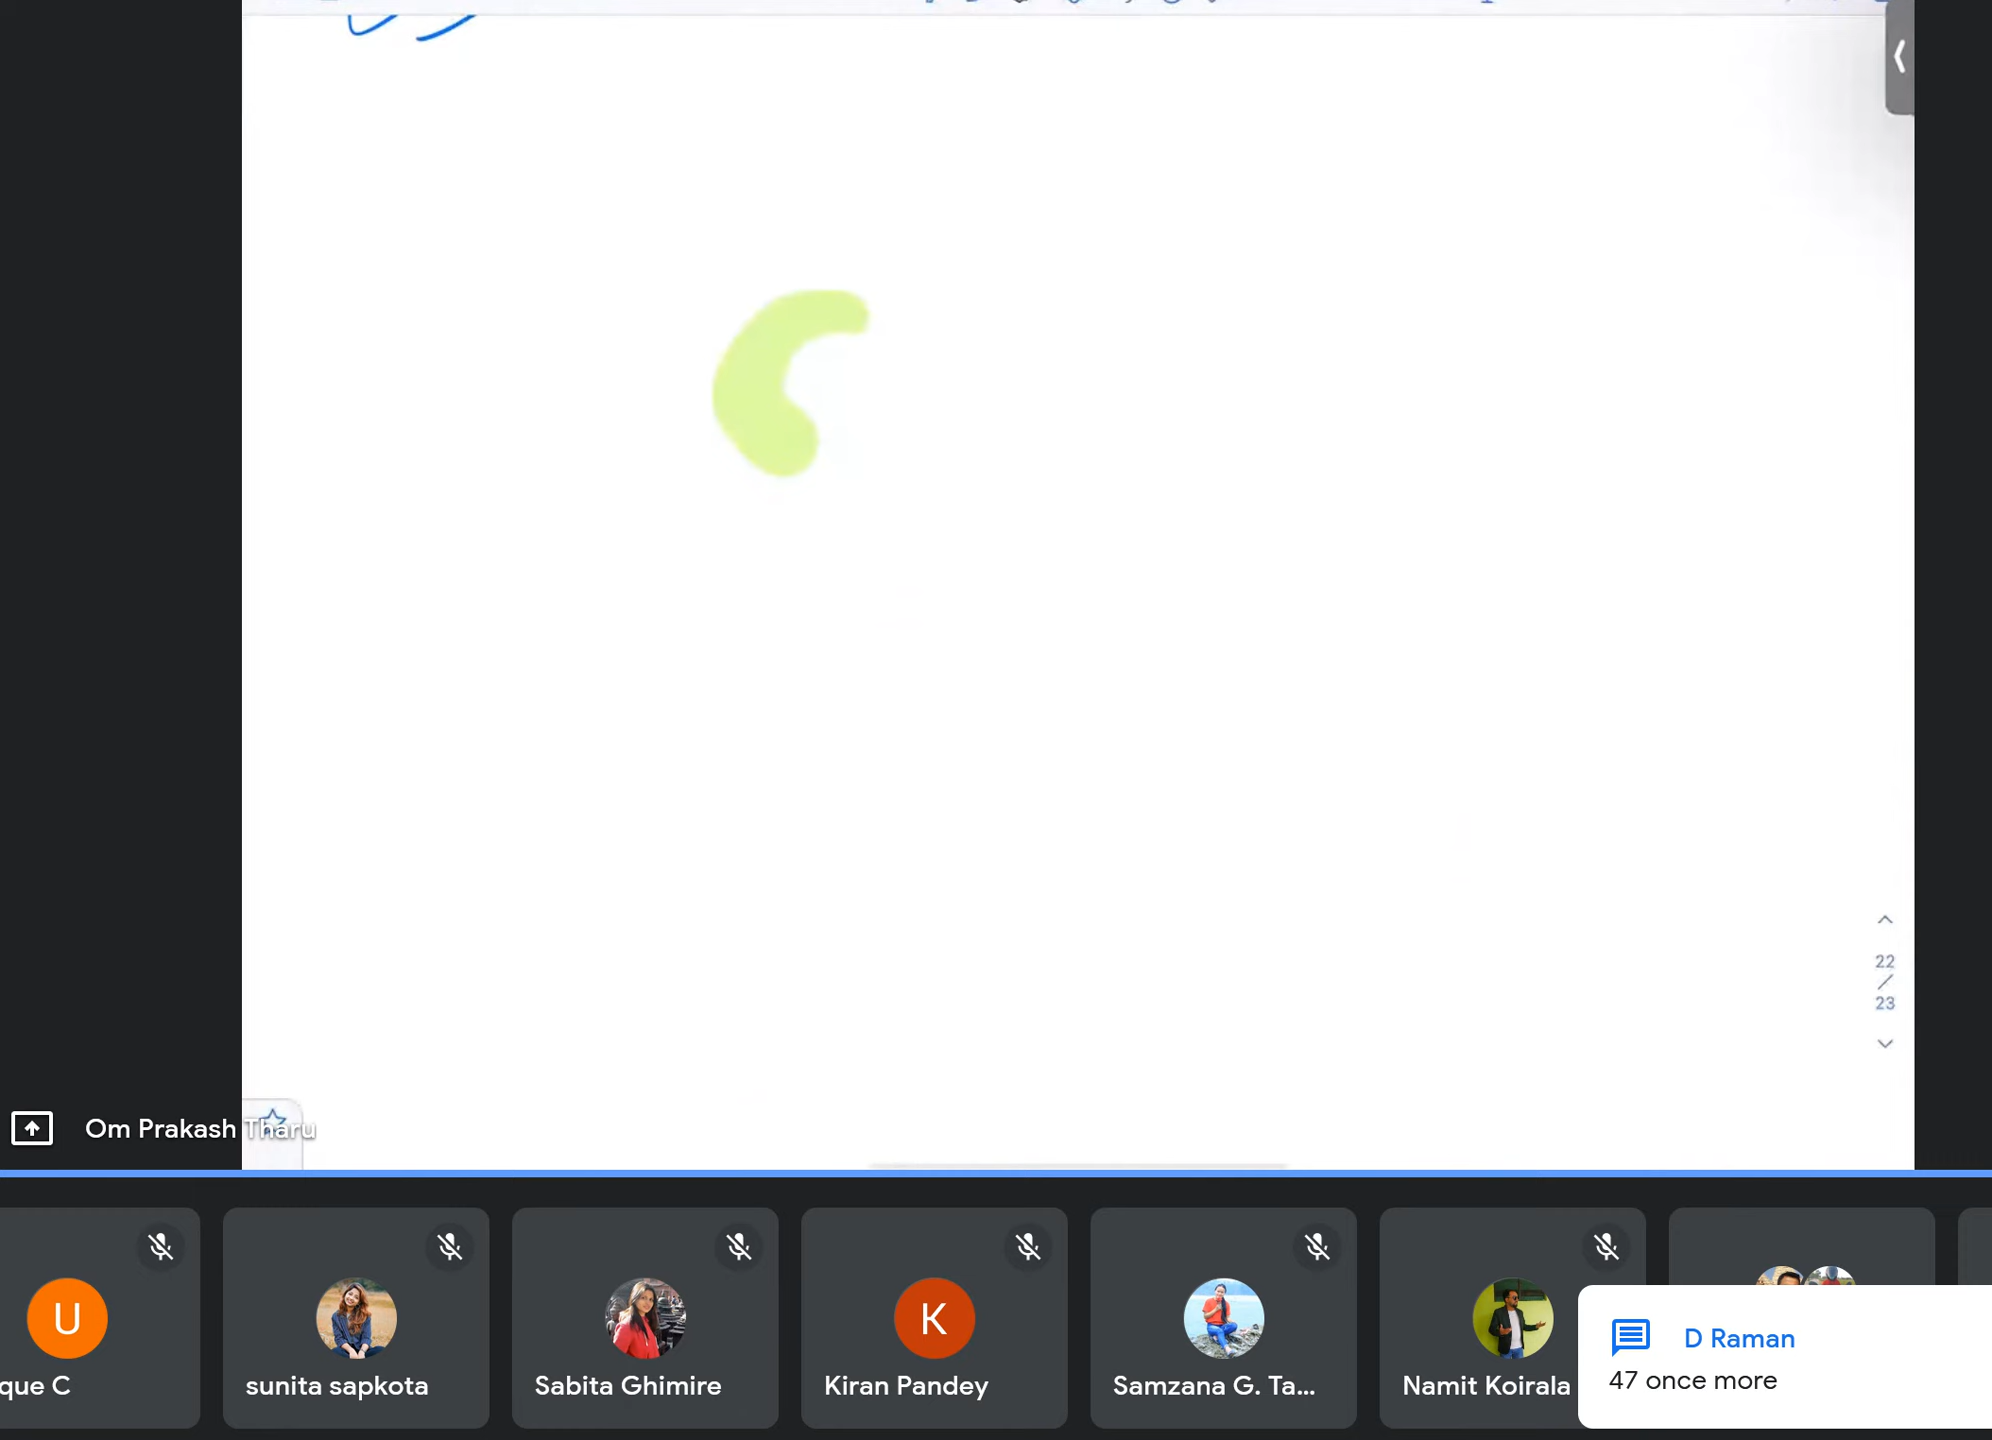 22
/
23
Om Prakash Tharu
U
que C
sunita sapkota
Sabita Ghimire
K
Kiran Pandey
Samzana G. Ta...
Namit Koirala
D Raman
47 once more